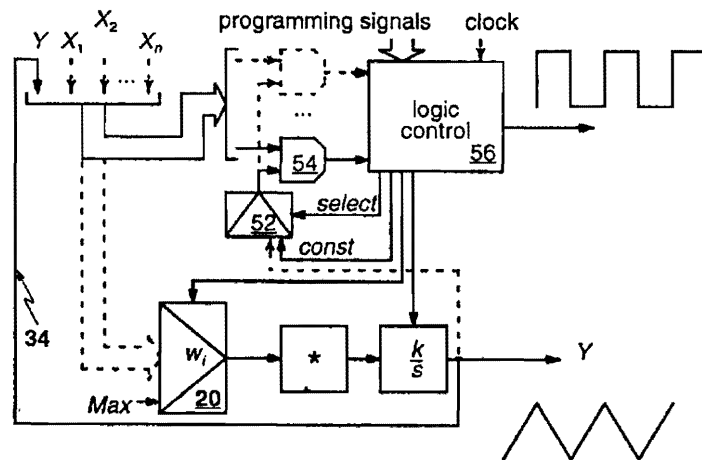 programming signals
clock
Y X₁ X₂ ... Xₙ
...
logic
control
56
54
select
52
const
34
wᵢ
20
Max
*
k/s
Y